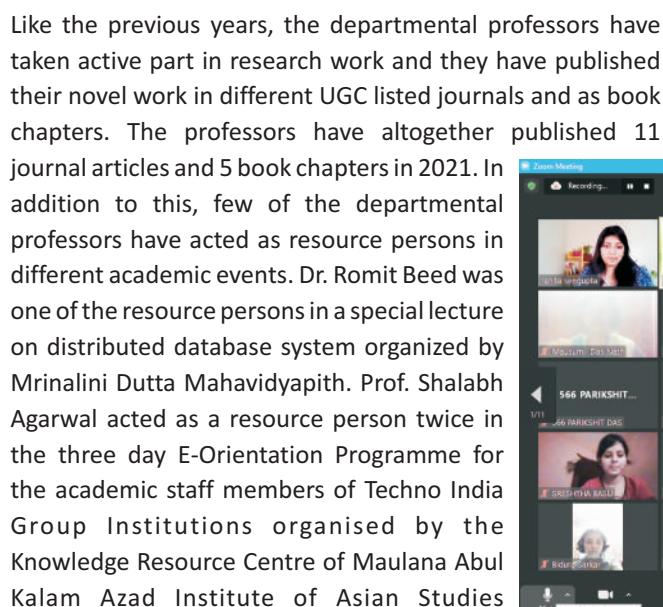 Like the previous years, the departmental professors have
taken active part in research work and they have published
their novel work in different UGC listed journals and as book
chapters. The professors have altogether published 11
journal articles and 5 book chapters in 2021. In
addition to this, few of the departmental
professors have acted as resource persons in
different academic events. Dr. Romit Beed was
one of the resource persons in a special lecture
on distributed database system organized by
Mrinalini Dutta Mahavidyapith. Prof. Shalabh
Agarwal acted as a resource person twice in
the three day E-Orientation Programme for
the academic staff members of Techno India
Group Institutions organised by the
Knowledge Resource Centre of Maulana Abul
Kalam Azad Institute of Asian Studies
Zoom Meeting
Recording...
sengupta
Mausumi Das Nath
566 PARIKSHIT...
1/11
566 PARIKSHIT DAS
SRESHTHA BASU
Sarkar